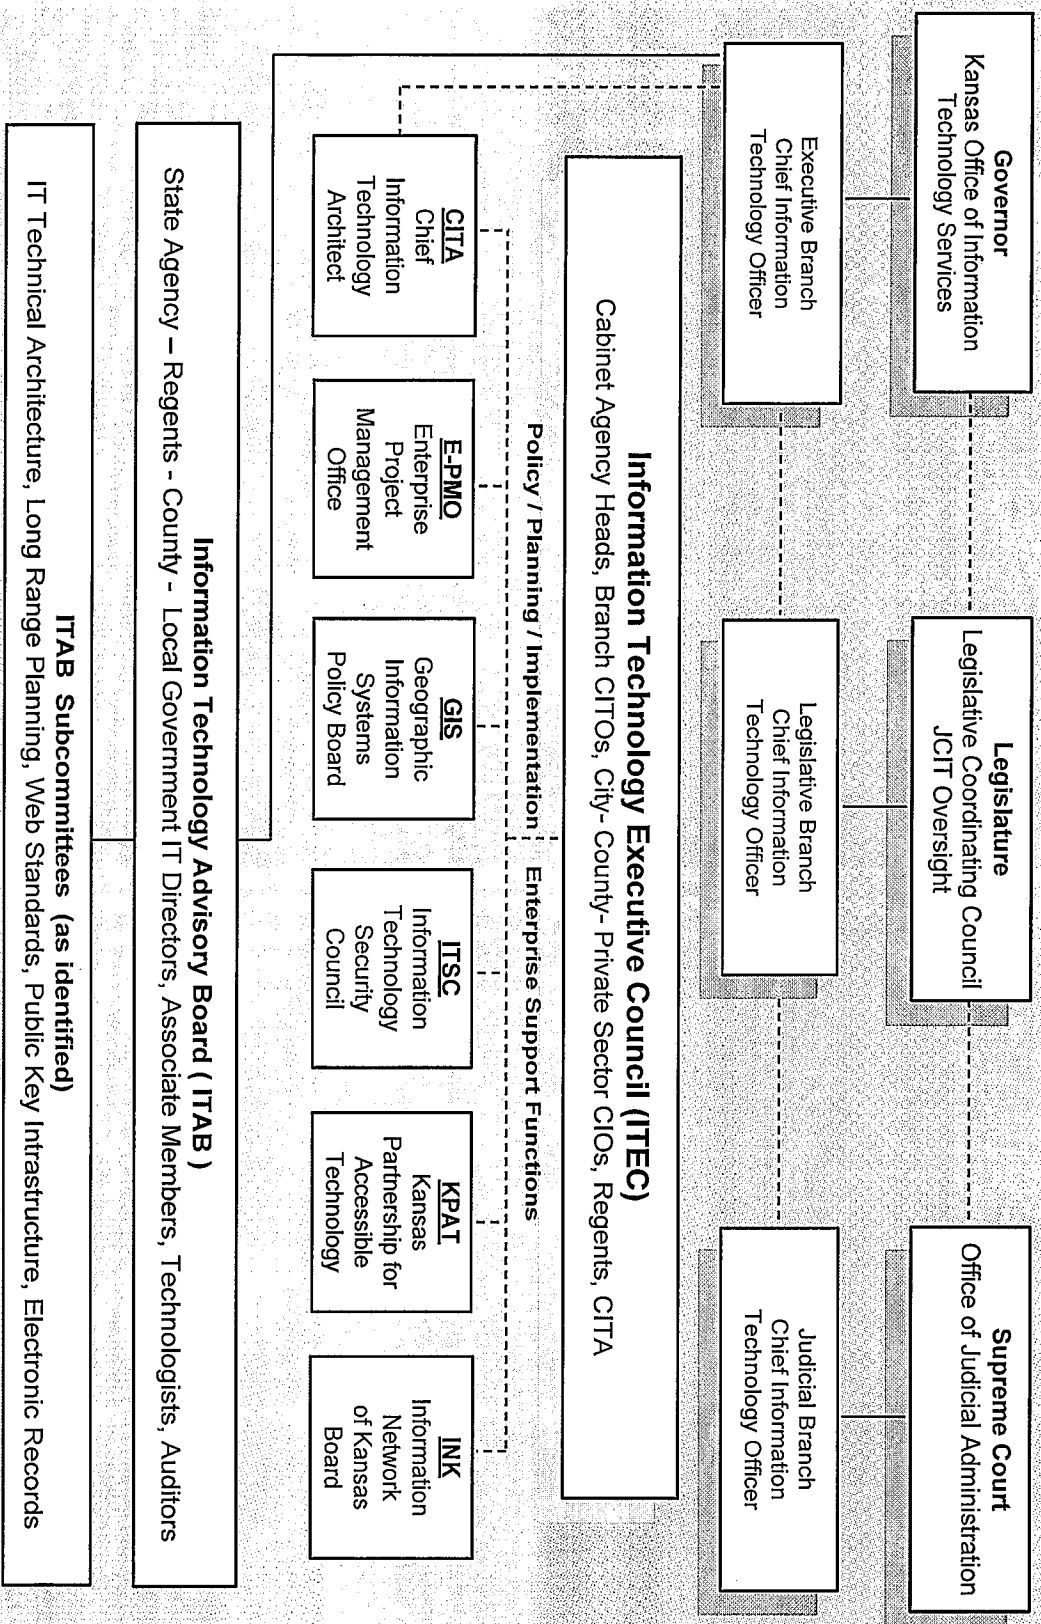 Governor
Kansas Office of Information
Technology Services
Legislature
Legislative Coordinating Council
JCIT Oversight
Supreme Court
Office of Judicial Administration
Executive Branch
Chief Information
Technology Officer
Legislative Branch
Chief Information
Technology Officer
Judicial Branch
Chief Information
Technology Officer
Information Technology Executive Council (ITEC)
Cabinet Agency Heads, Branch CITOs, City- County- Private Sector CIOs, Regents, CITA
Policy / Planning / Implementation
Enterprise Support Functions
CITA
Chief
Information
Technology
Architect
E-PMO
Enterprise
Project
Management
Office
GIS
Geographic
Information
Systems
Policy Board
ITSC
Information
Technology
Security
Council
KPAT
Kansas
Partnership for
Accessible
Technology
INK
Information
Network
of Kansas
Board
Information Technology Advisory Board ( ITAB )
State Agency – Regents - County - Local Government IT Directors, Associate Members, Technologists, Auditors
ITAB Subcommittees (as identified)
IT Technical Architecture, Long Range Planning, Web Standards, Public Key Intrastructure, Electronic Records